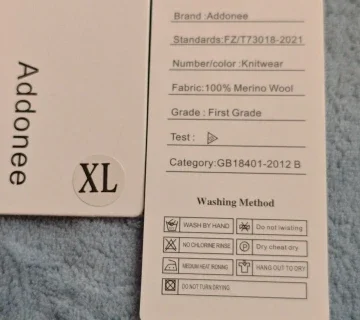 Addonee
XL
Brand :Addonee
Standards:FZ/T73018-2021
Number/color :Knitwear
Fabric:100% Merino Wool
Grade : First Grade
Test :
Category:GB18401-2012 B
Washing Method
WASH BY HAND
Do not twisting
NO CHLORINE RINSE
P
Dry cheat dry
MEDIUM HEAT IRONING
HANG OUT TO DRY
DO NOT TURN DRYING